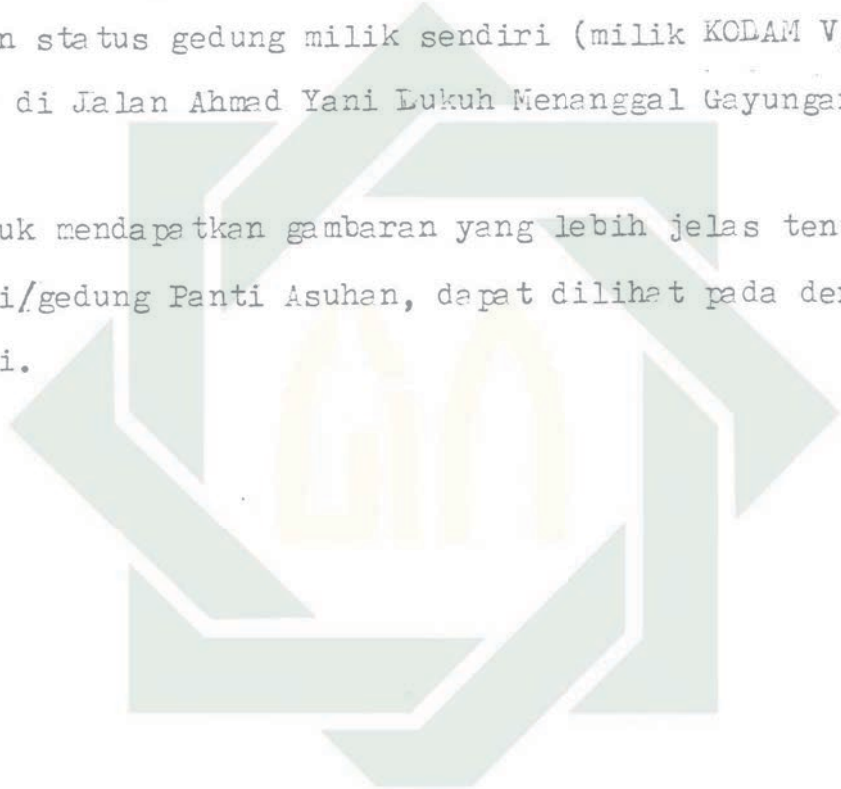 n status gedung milik sendiri (milik KODAM V
di Jalan Ahmad Yani Dukuh Menanggal Gayungan
uk mendapatkan gambaran yang lebih jelas ten
i/gedung Panti Asuhan, dapat dilihat pada de
i.